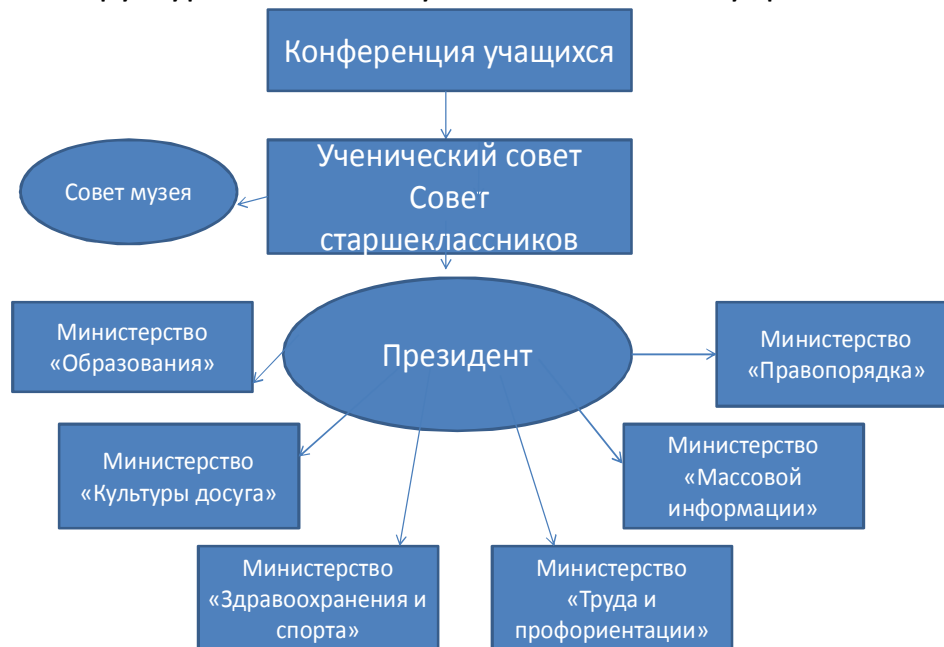 Конференция учащихся
Ученический совет
Совет
старшеклассников
Совет музея
Президент
Министерство
«Образования»
Министерство
«Правопорядка»
Министерство
«Культуры досуга»
Министерство
«Массовой
информации»
Министерство
«Здравоохранения и
спорта»
Министерство
«Труда и
профориентации»